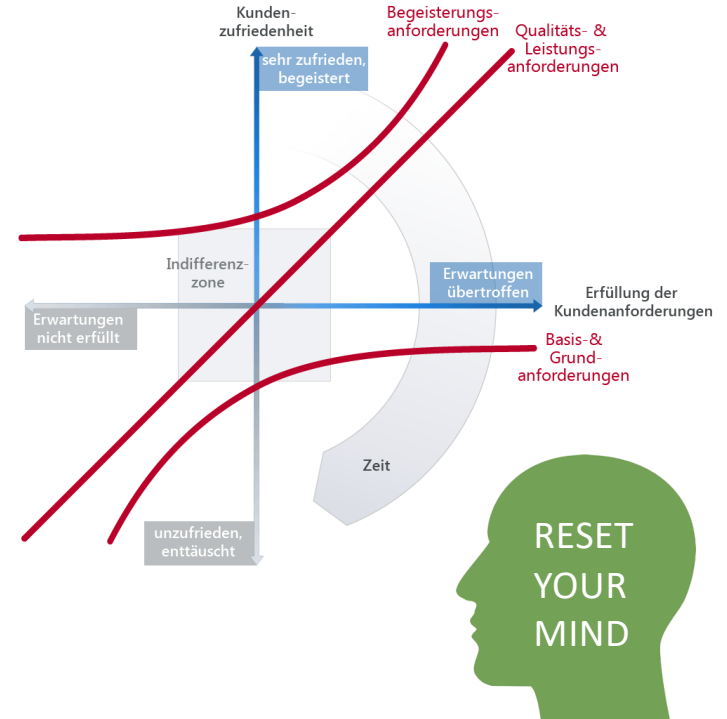 Kunden-
zufriedenheit
Begeisterungs-
anforderungen
Qualitäts- &
Leistungs-
anforderungen
sehr zufrieden,
begeistert
Indifferenz-
zone
Erwartungen
übertroffen
Erfüllung der
Kundenanforderungen
Erwartungen
nicht erfüllt
Basis-&
Grund-
anforderungen
Zeit
unzufrieden,
enttäuscht
RESET
YOUR
MIND